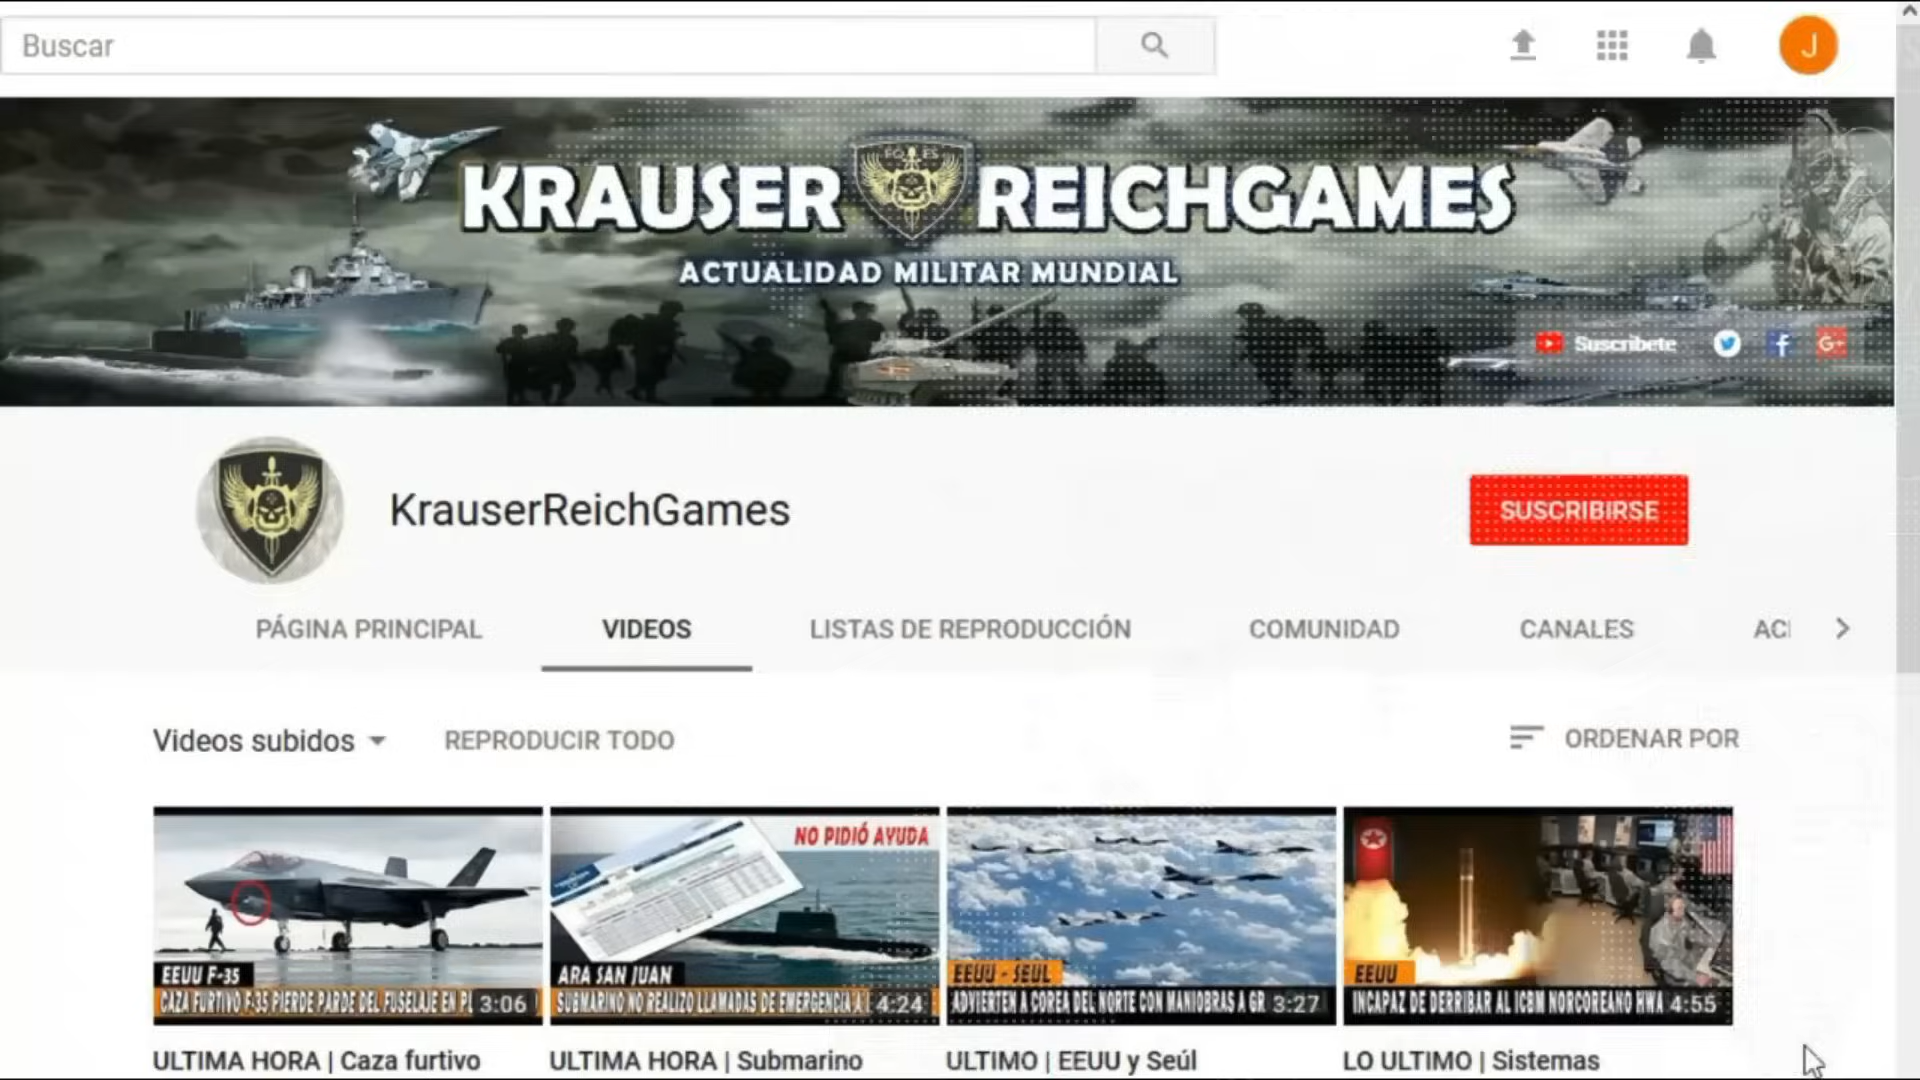 Buscar
J
KRAUSER REICHGAMES
ACTUALIDAD MILITAR MUNDIAL
Suscribete
G+
KrauserReichGames
SUSCRIBIRSE
PÁGINA PRINCIPAL
VIDEOS
LISTAS DE REPRODUCCIÓN
COMUNIDAD
CANALES
Videos subidos
REPRODUCIR TODO
ORDENAR POR
EEUU F-35
CAZA FURTIVO F-35 PIERDE PARDE DEL FUSELAJE EN
3:06
NO PIDIÓ AYUDA
ARA SAN JUAN
SUBMARINO NO REALIZO LLAMADAS DE EMERGENCIA A
4:24
EEUU - SEUL
ADVIERTEN A COREA DEL NORTE CON MANIOBRAS A GR
3:27
EEUU
INCAPAZ DE DERRIBAR AL ICBM NORCOREANO HWA
4:55
ULTIMA HORA | Caza furtivo
ULTIMA HORA | Submarino
ULTIMO | EEUU y Seúl
LO ULTIMO | Sistemas